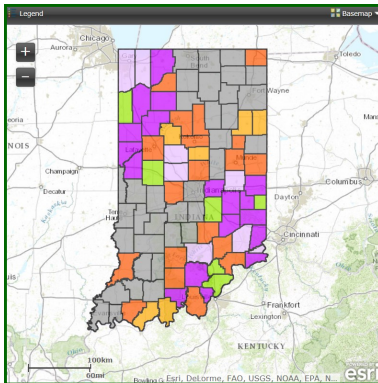 Legend
Basemap
Chicago
Aurora
Toledo
South Bend
Fort Wayne
Lafayette
Muncie
Champaign
Decatur
Indianapolis
Columbus
Dayton
INDIANA
Cincinnati
Frankfort
Lexington
KENTUCKY
100km
60mi
Esri, DeLorme, FAO, USGS, NOAA, EPA, N...
esri